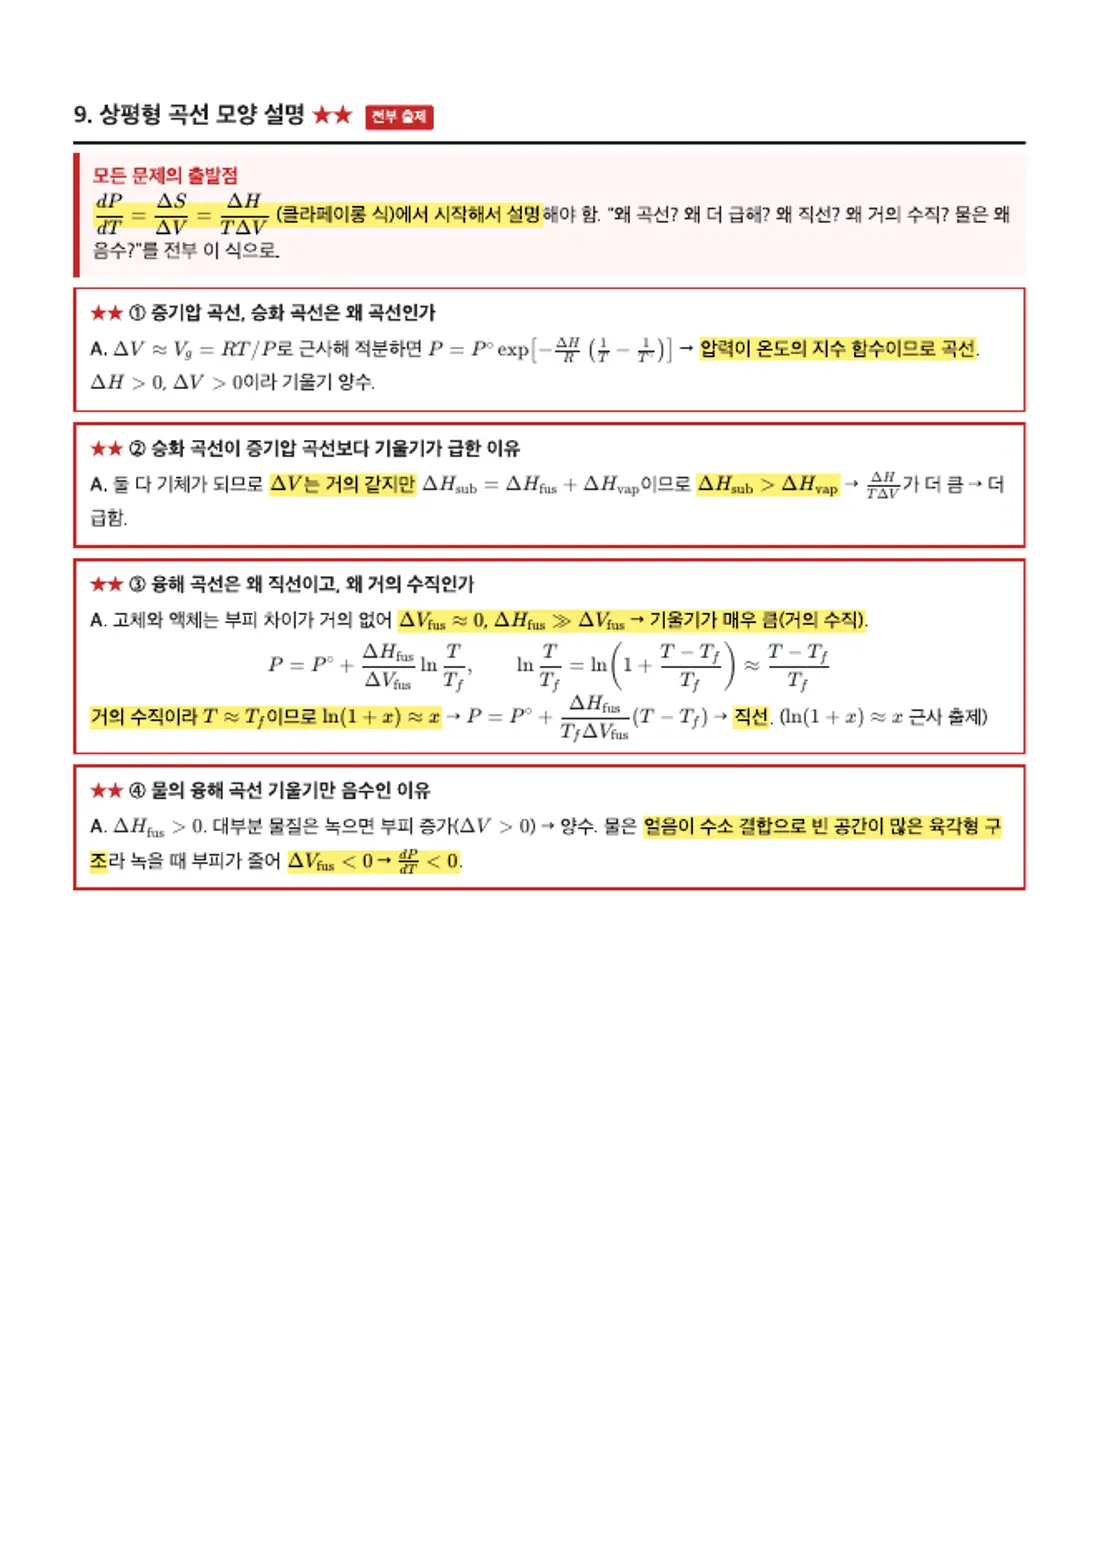 9. 상평형 곡선 모양 설명 ★★ 전부 출제
모든 문제의 출발점
dP/dT = ΔS/ΔV = ΔH/TΔV (클라페이롱 식)에서 시작해서 설명해야 함. "왜 곡선? 왜 더 급해? 왜 직선? 왜 거의 수직? 물은 왜
음수?"를 전부 이 식으로.
★★ ① 증기압 곡선, 승화 곡선은 왜 곡선인가
A. ΔV ≈ V_g = RT/P로 근사해 적분하면 P = P° exp[−ΔH/R (1/T − 1/T°)] → 압력이 온도의 지수 함수이므로 곡선.
ΔH > 0, ΔV > 0이라 기울기 양수.
★★ ② 승화 곡선이 증기압 곡선보다 기울기가 급한 이유
A. 둘 다 기체가 되므로 ΔV는 거의 같지만 ΔH_sub = ΔH_fus + ΔH_vap이므로 ΔH_sub > ΔH_vap → ΔH/TΔV가 더 큼 → 더
급함.
★★ ③ 융해 곡선은 왜 직선이고, 왜 거의 수직인가
A. 고체와 액체는 부피 차이가 거의 없어 ΔV_fus ≈ 0, ΔH_fus ≫ ΔV_fus → 기울기가 매우 큼(거의 수직).
P = P° + ΔH_fus/ΔV_fus ln T/T_f, ln T/T_f = ln(1 + (T − T_f)/T_f) ≈ (T − T_f)/T_f
거의 수직이라 T ≈ T_f이므로 ln(1 + x) ≈ x → P = P° + ΔH_fus/(T_fΔV_fus)(T − T_f) → 직선. (ln(1 + x) ≈ x 근사 출제)
★★ ④ 물의 융해 곡선 기울기만 음수인 이유
A. ΔH_fus > 0. 대부분 물질은 녹으면 부피 증가(ΔV > 0) → 양수. 물은 얼음이 수소 결합으로 빈 공간이 많은 육각형 구
조라 녹을 때 부피가 줄어 ΔV_fus < 0 → dP/dT < 0.